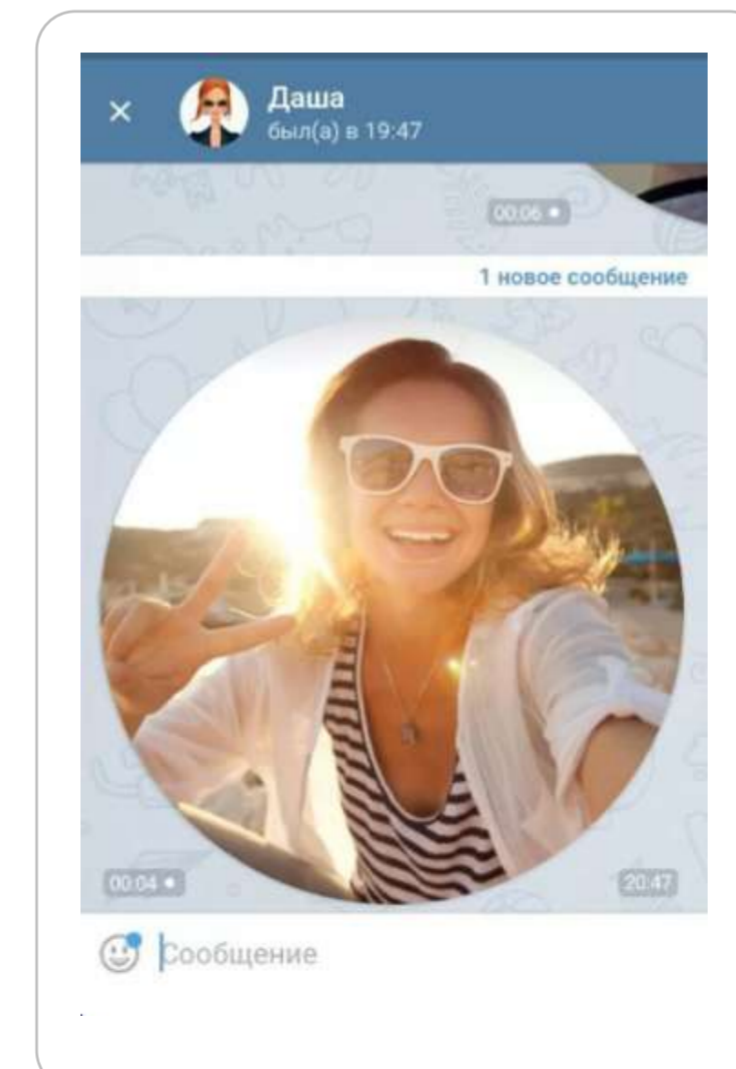 Даша
был(а) в 19:47
00:06
1 новое сообщение
00:04
20:47
Сообщение